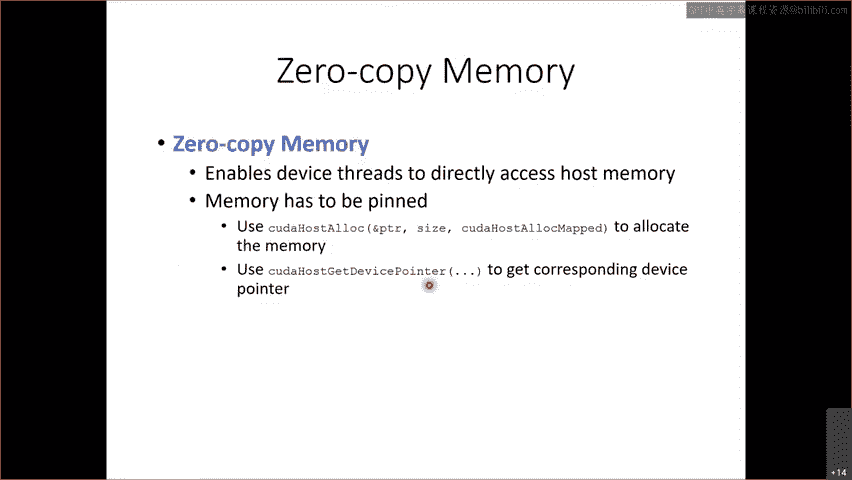 Zero-copy Memory
• Zero-copy Memory
• Enables device threads to directly access host memory
• Memory has to be pinned
• Use cudaHostAlloc(&ptr, size, cudaHostAllocMapped) to allocate
the memory
• Use cudaHostGetDevicePointer(...) to get corresponding device
pointer
+14